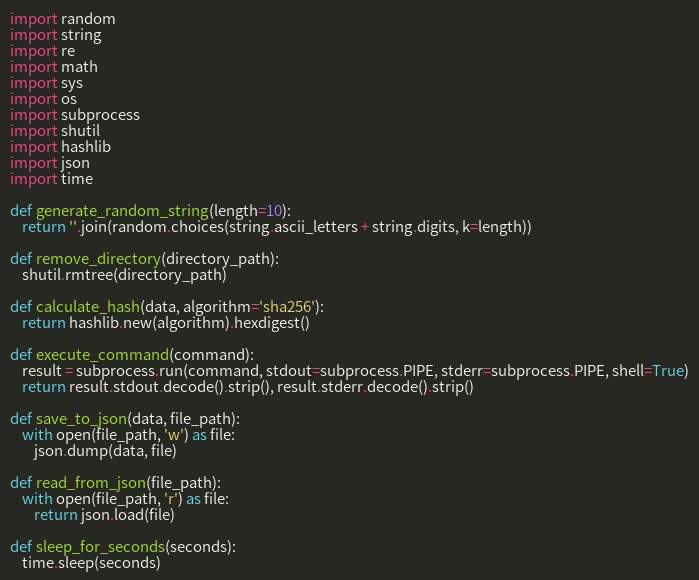 import random
import string
import re
import math
import sys
import os
import subprocess
import shutil
import hashlib
import json
import time
def generate_random_string(length=10):
return ''.join(random.choices(string.ascii_letters + string.digits, k=length))
def remove_directory(directory_path):
shutil.rmtree(directory_path)
def calculate_hash(data, algorithm='sha256'):
return hashlib.new(algorithm).hexdigest()
def execute_command(command):
result = subprocess.run(command, stdout=subprocess.PIPE, stderr=subprocess.PIPE, shell=True)
return result.stdout.decode().strip(), result.stderr.decode().strip()
def save_to_json(data, file_path):
with open(file_path, 'w') as file:
json.dump(data, file)
def read_from_json(file_path):
with open(file_path, 'r') as file:
return json.load(file)
def sleep_for_seconds(seconds):
time.sleep(seconds)